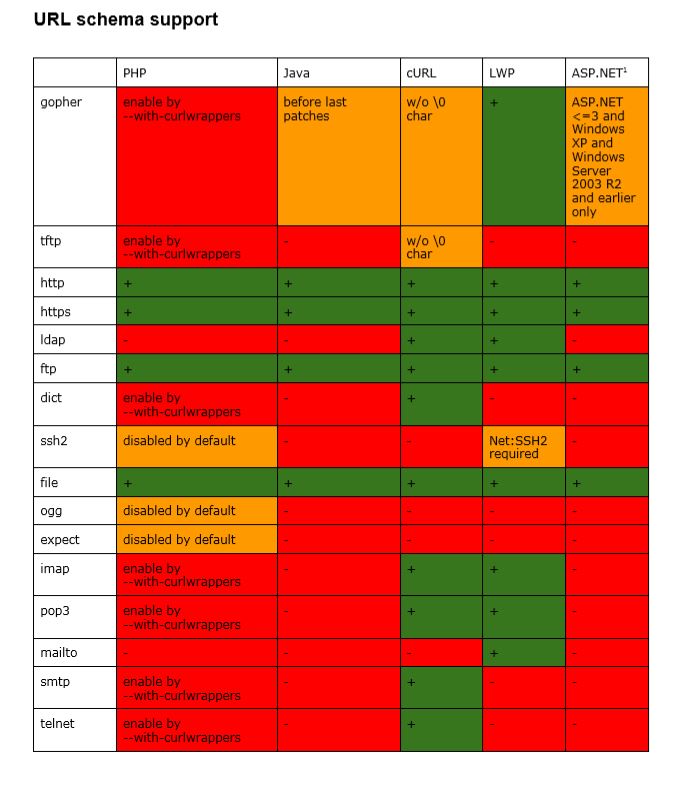 URL schema support
PHP Java cURL LWP ASP.NET¹
gopher enable by --with-curlwrappers before last patches w/o \0 char + ASP.NET <=3 and Windows XP and Windows Server 2003 R2 and earlier only
tftp enable by --with-curlwrappers - w/o \0 char - -
http + + + + +
https + + + + +
ldap - - + + -
ftp + + + + +
dict enable by --with-curlwrappers - + - -
ssh2 disabled by default - - Net:SSH2 required -
file + + + + +
ogg disabled by default - - - -
expect disabled by default - - - -
imap enable by --with-curlwrappers - + + -
pop3 enable by --with-curlwrappers - + + -
mailto - - - + -
smtp enable by --with-curlwrappers - + - -
telnet enable by --with-curlwrappers - + - -